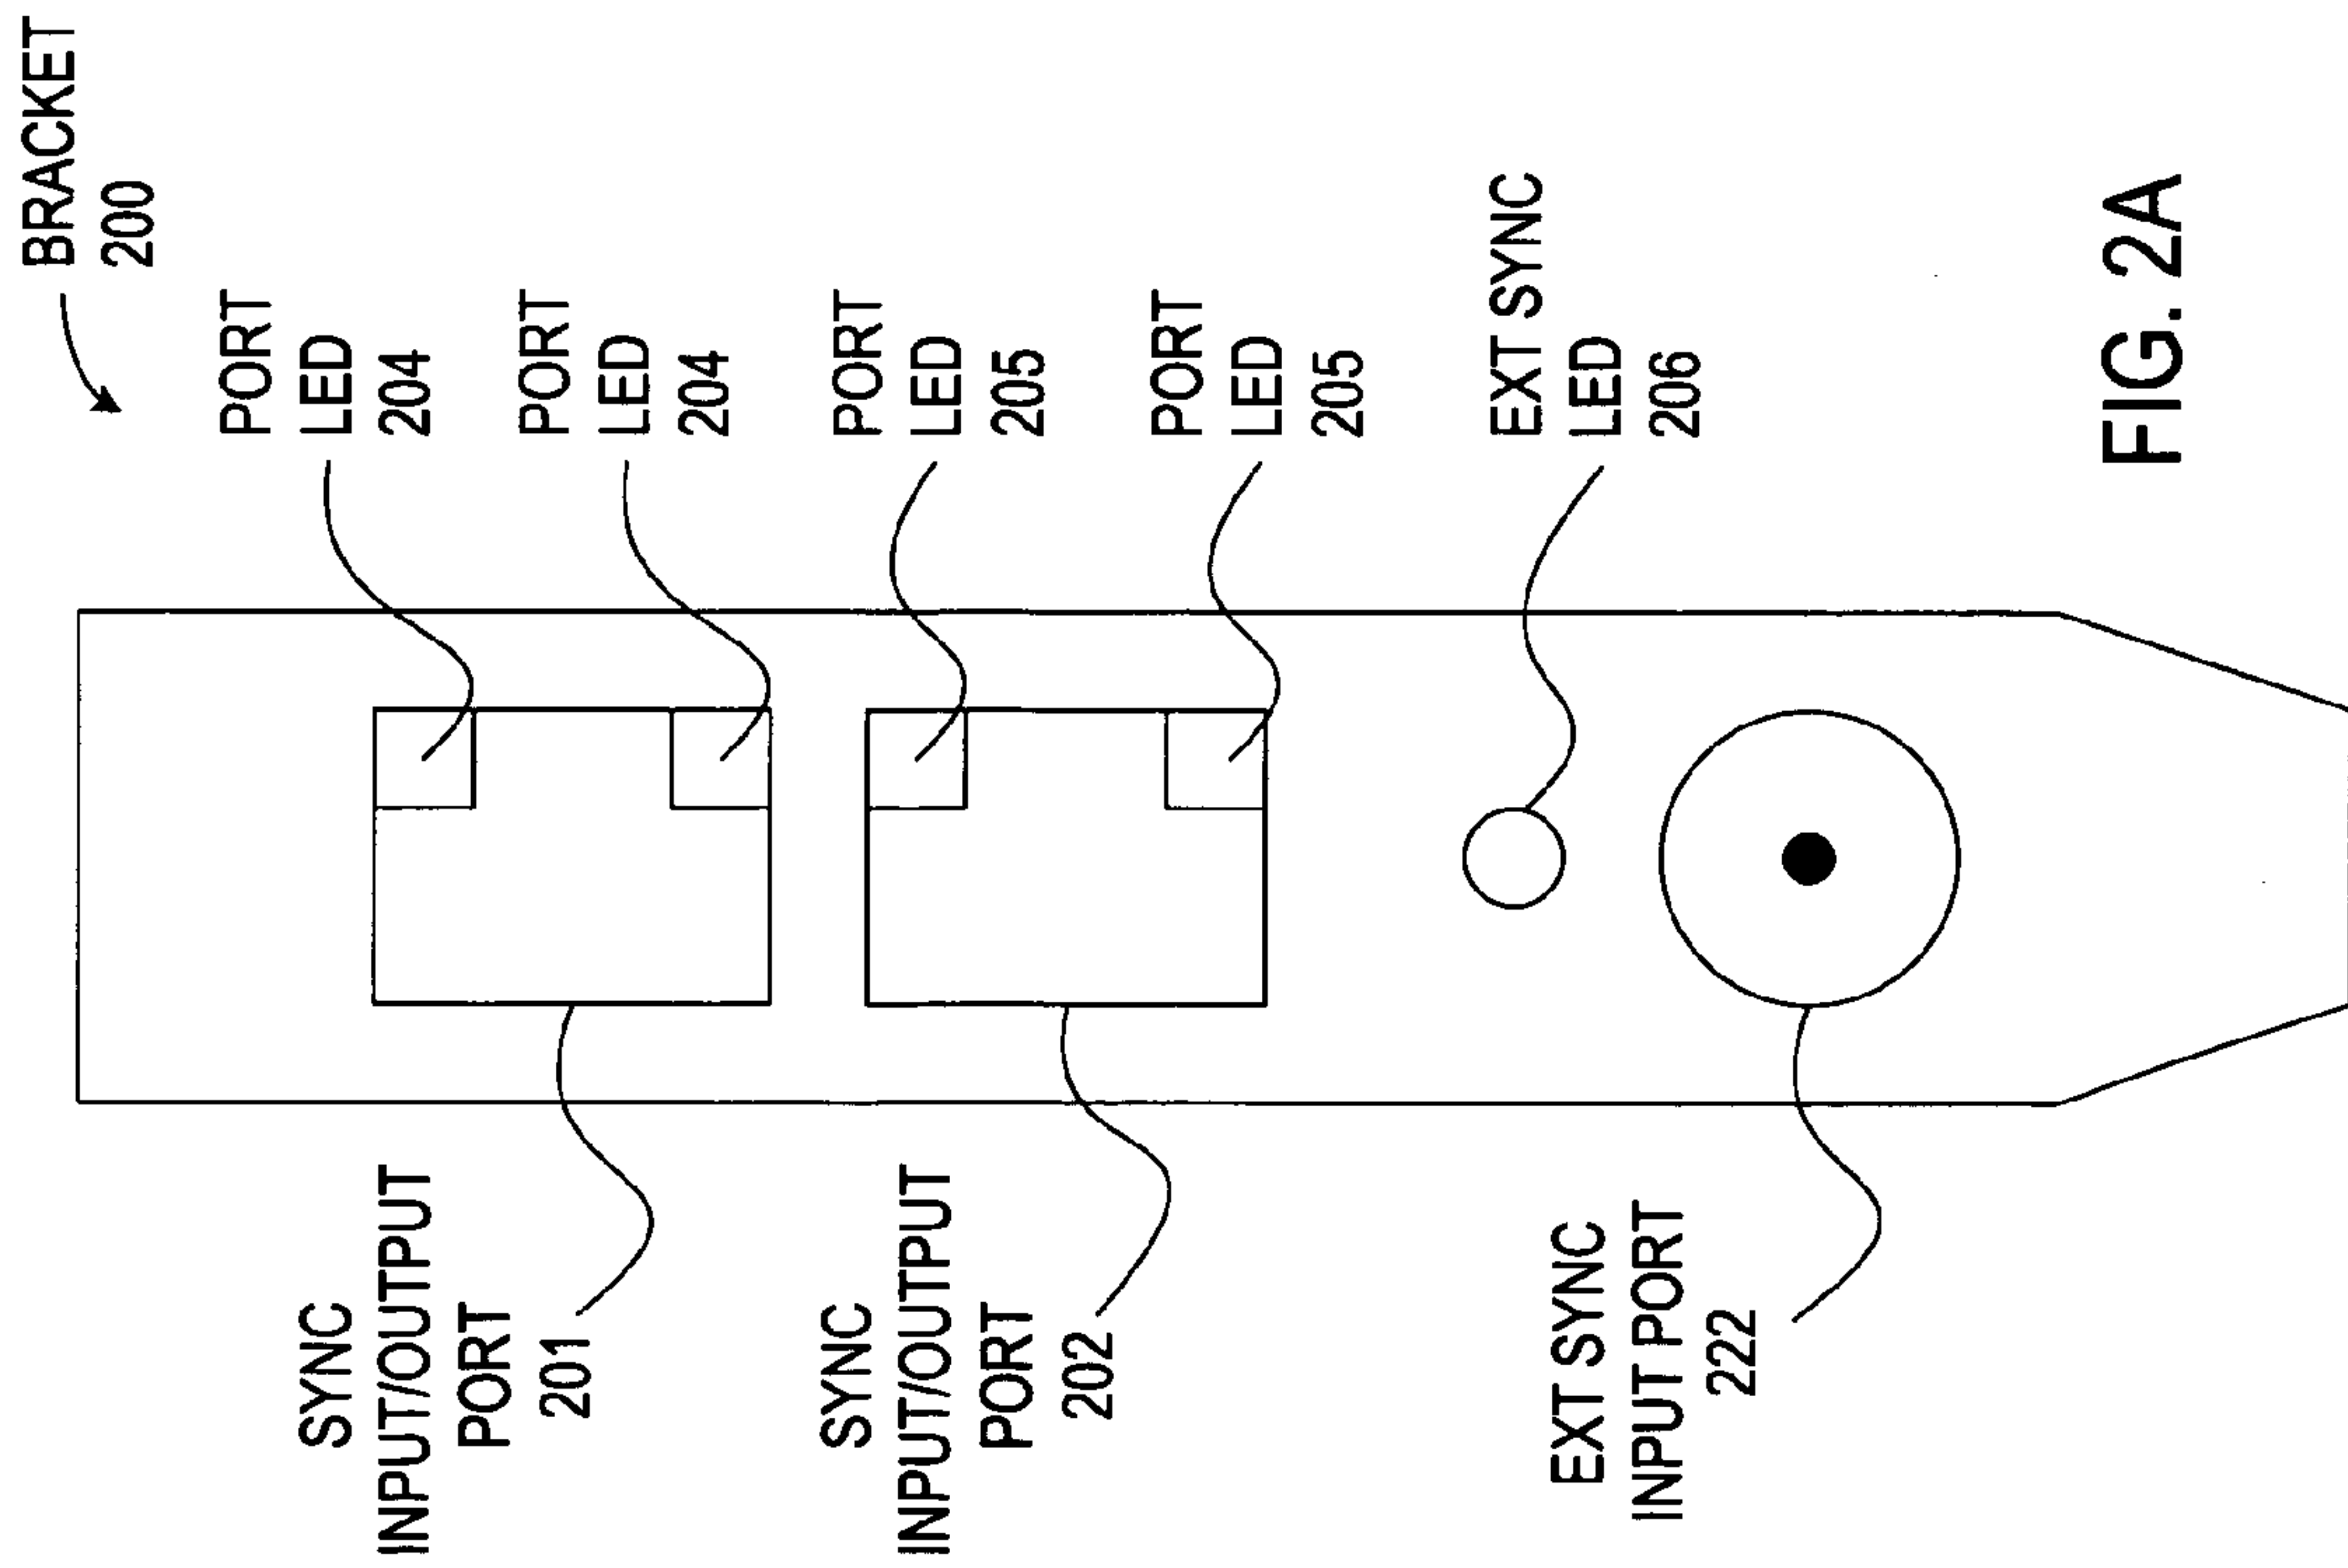 BRACKET
200
PORT
LED
204
PORT
LED
204
PORT
LED
205
PORT
LED
205
EXT SYNC
LED
206
SYNC
INPUT/OUTPUT
PORT
201
SYNC
INPUT/OUTPUT
PORT
202
EXT SYNC
INPUT PORT
222
FIG. 2A